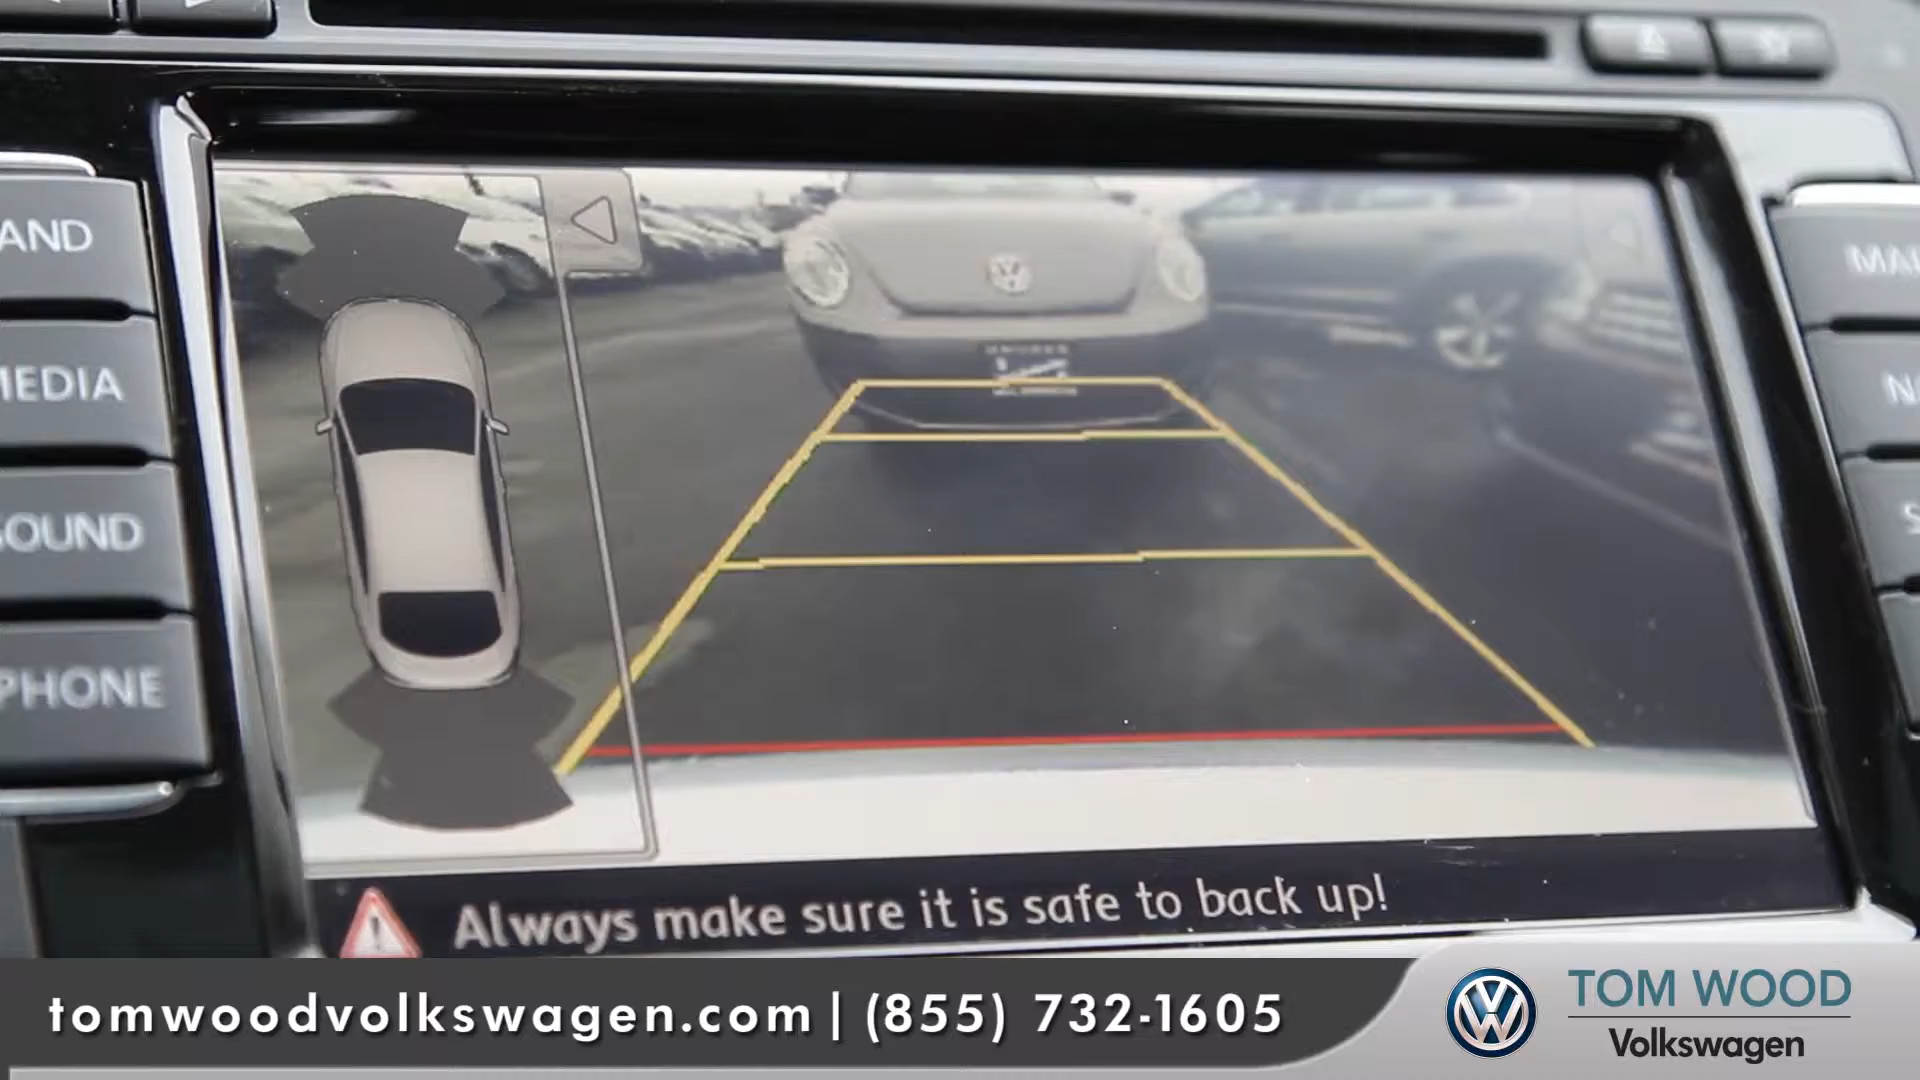 AND
MEDIA
SOUND
PHONE
Always make sure it is safe to back up!
tomwoodvolkswagen.com | (855) 732-1605
TOM WOOD
Volkswagen